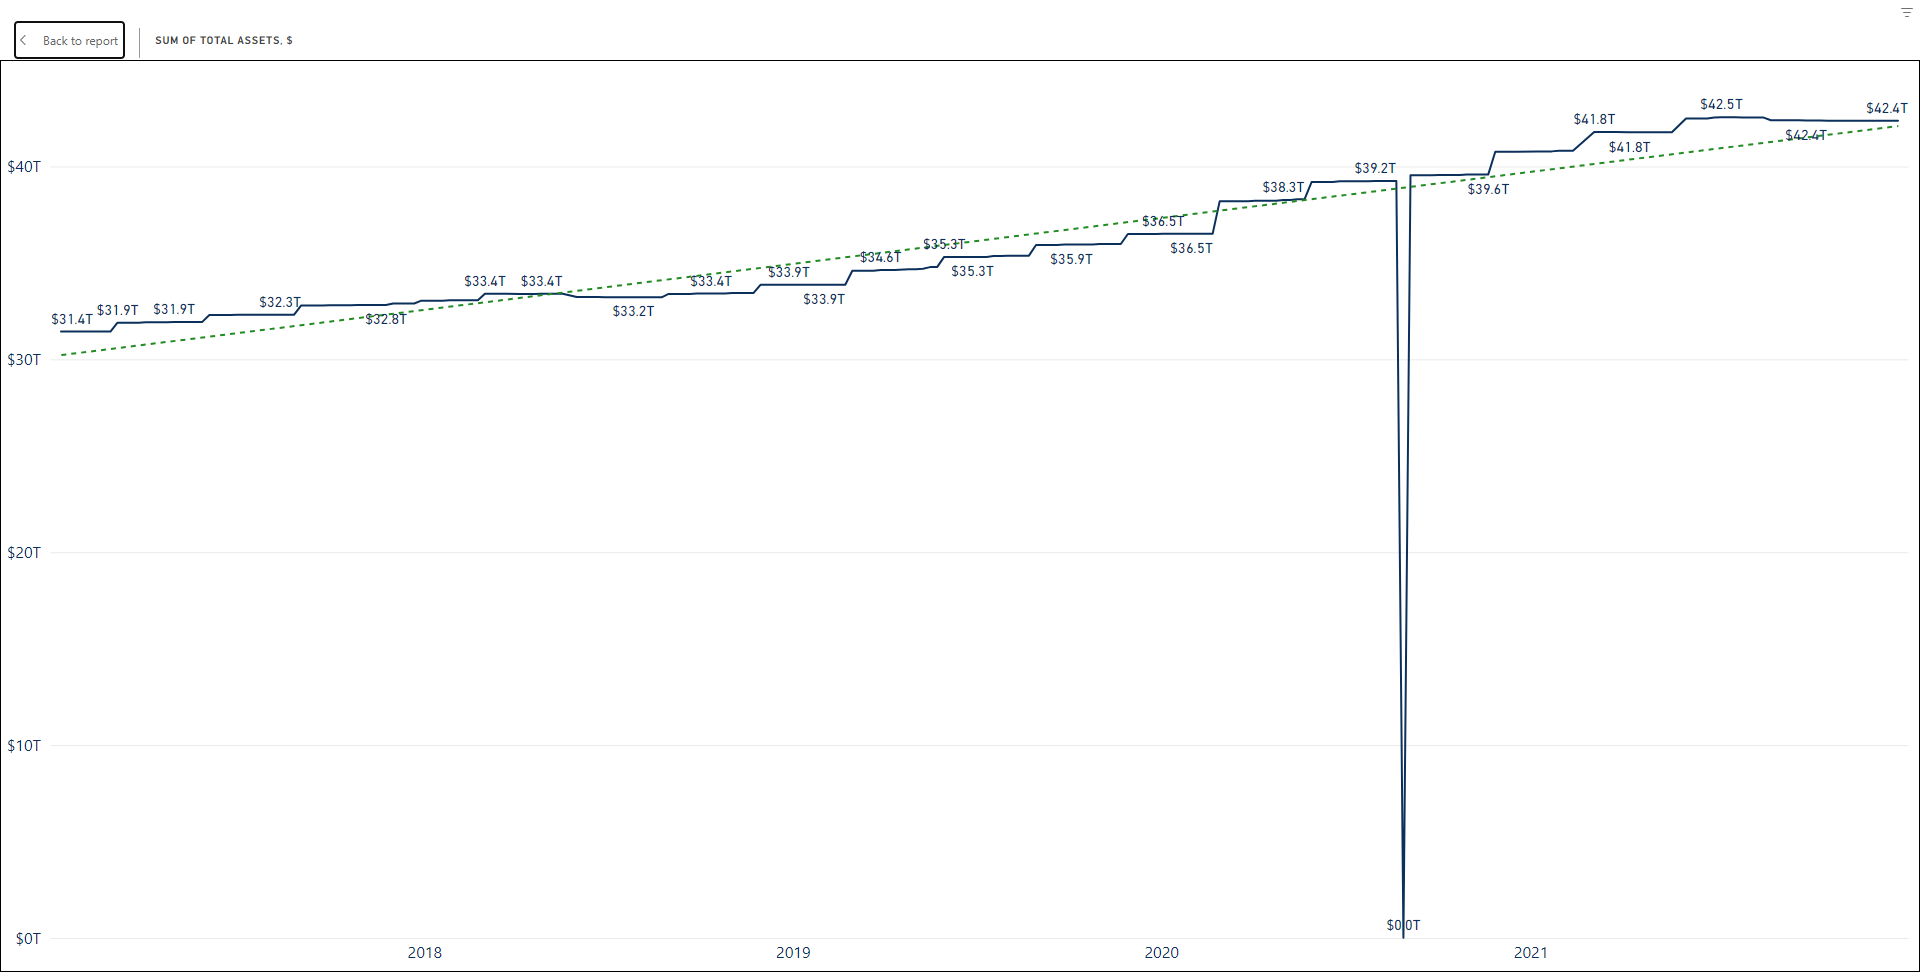 Back to report
SUM OF TOTAL ASSETS, $
$42.5T
$42.4T
$41.8T
$42.4T
$41.8T
$40T
$39.2T
$38.3T
$39.6T
$36.5T
$36.5T
$35.3T
$35.9T
$34.6T
$35.3T
$33.9T
$33.4T
$33.4T
$33.4T
$33.9T
$32.3T
$31.9T
$31.9T
$33.2T
$31.4T
$32.8T
$30T
$20T
$10T
$0.0T
$0T
2018
2019
2020
2021